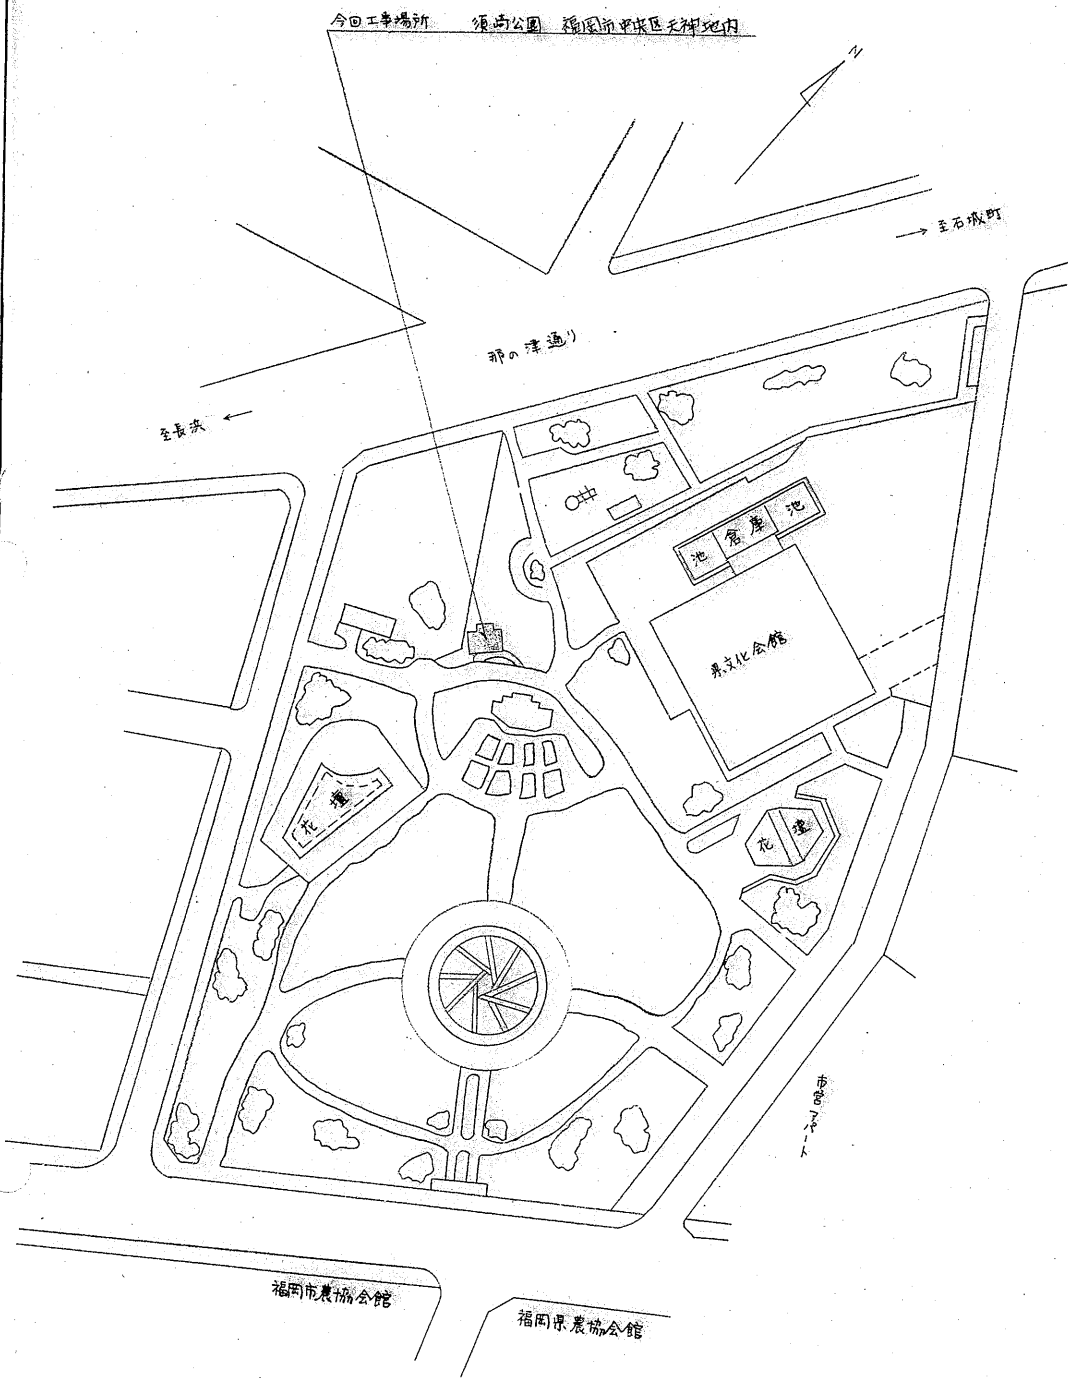 今回工事場所　須崎公園　福岡市中央区天神地内
N
→ 至石城町
那の津通り
至長浜 ←
池 倉庫 池
県文化会館
花壇
花壇
市営アパート
福岡市農協会館
福岡県農協会館